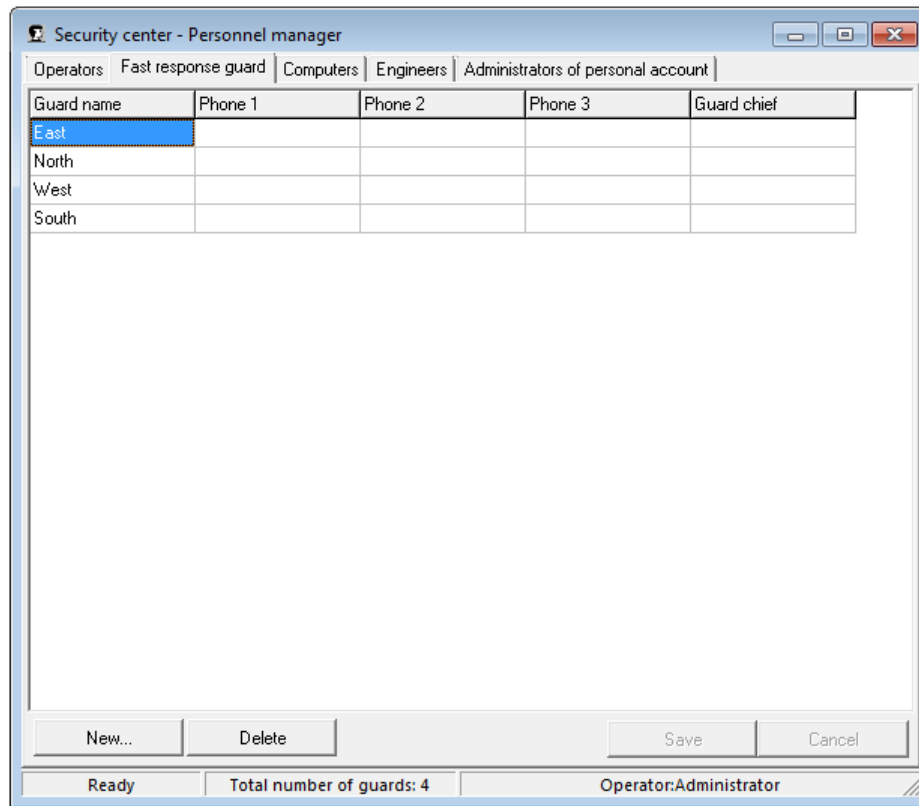 Security center - Personnel manager
Operators Fast response guard Computers Engineers Administrators of personal account
Guard name Phone 1 Phone 2 Phone 3 Guard chief
East
North
West
South
New... Delete Save Cancel
Ready Total number of guards: 4 Operator:Administrator